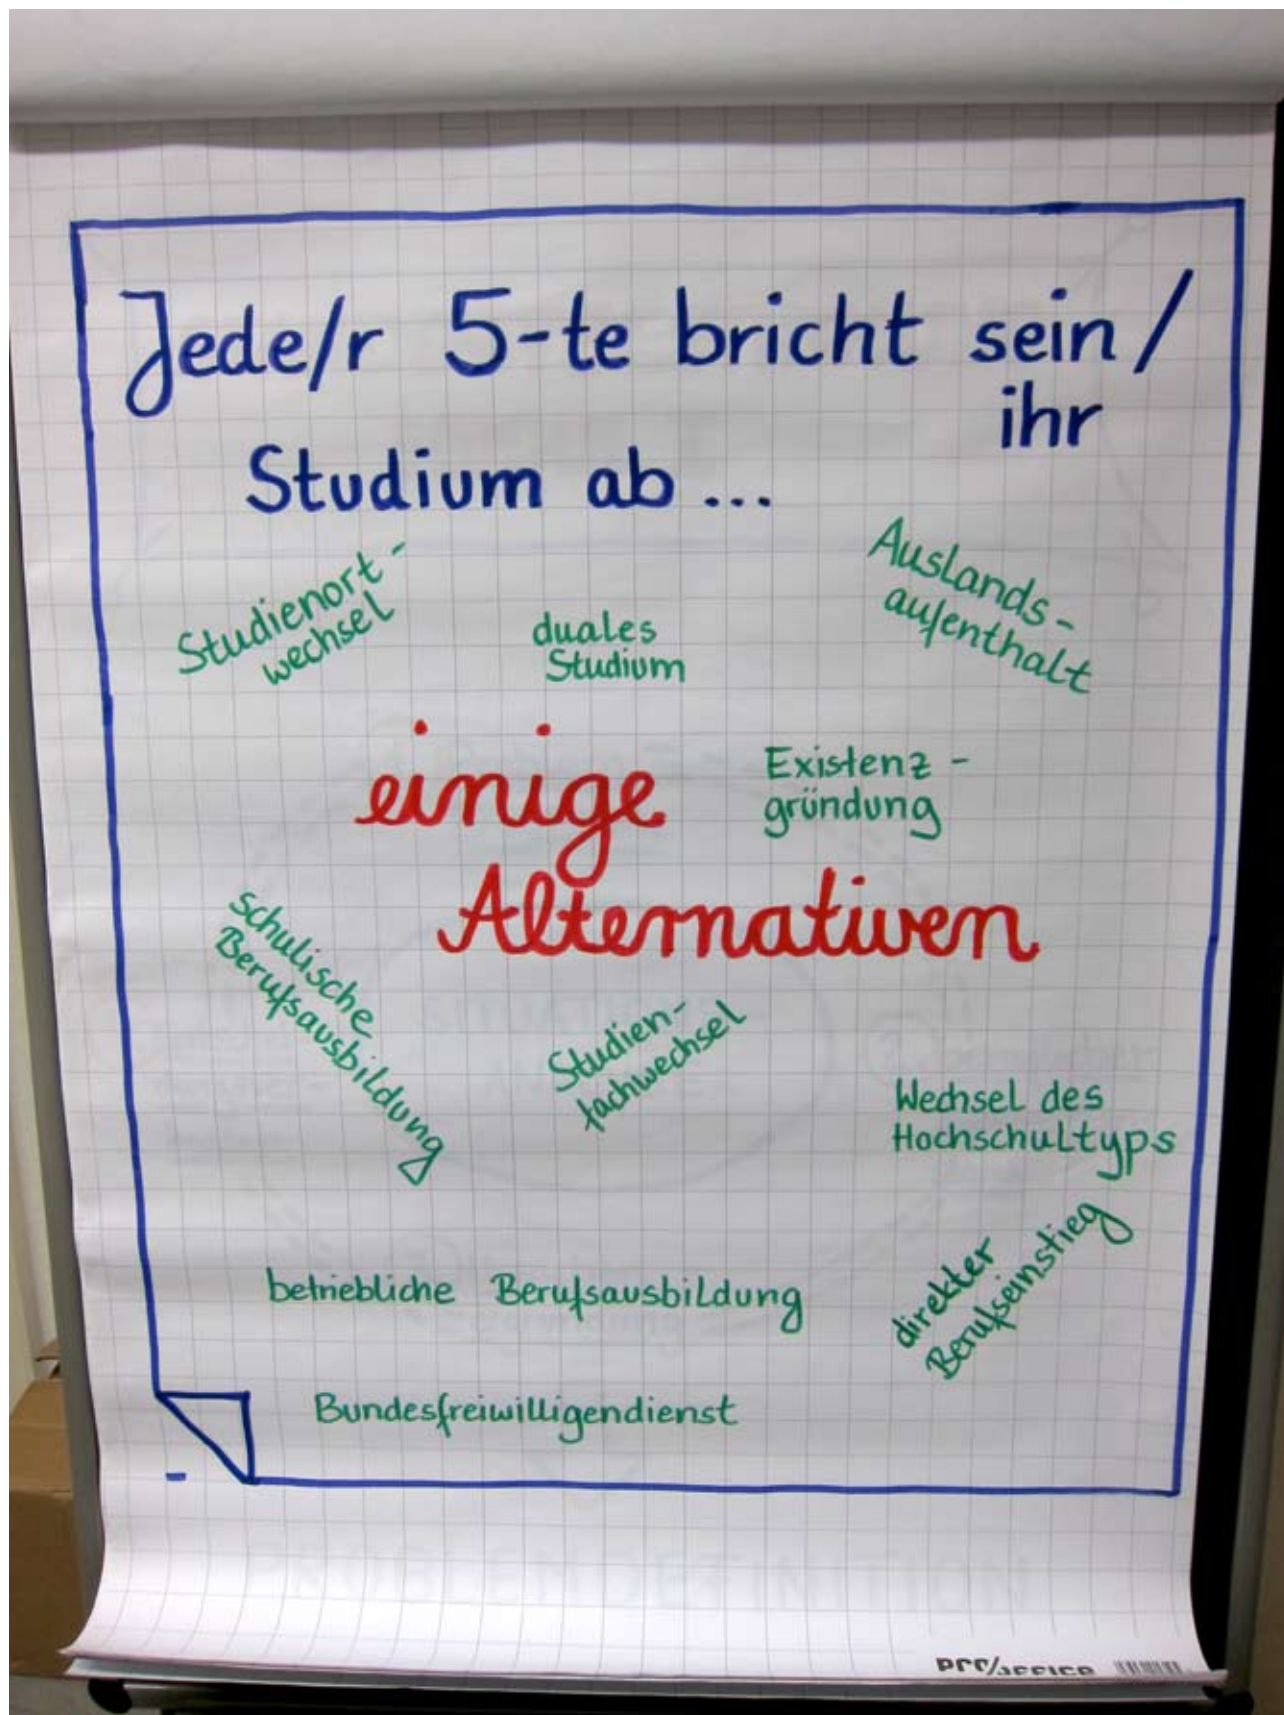 Jede/r 5-te bricht sein /
ihr
Studium ab ...
Studienort-
wechsel
duales
Studium
Auslands-
aufenthalt
einige
Existenz-
gründung
Alternativen
schulische
Berufsausbildung
Studien-
fachwechsel
Wechsel des
Hochschultyps
direkter
Berufseinstieg
betriebliche Berufsausbildung
Bundesfreiwilligendienst